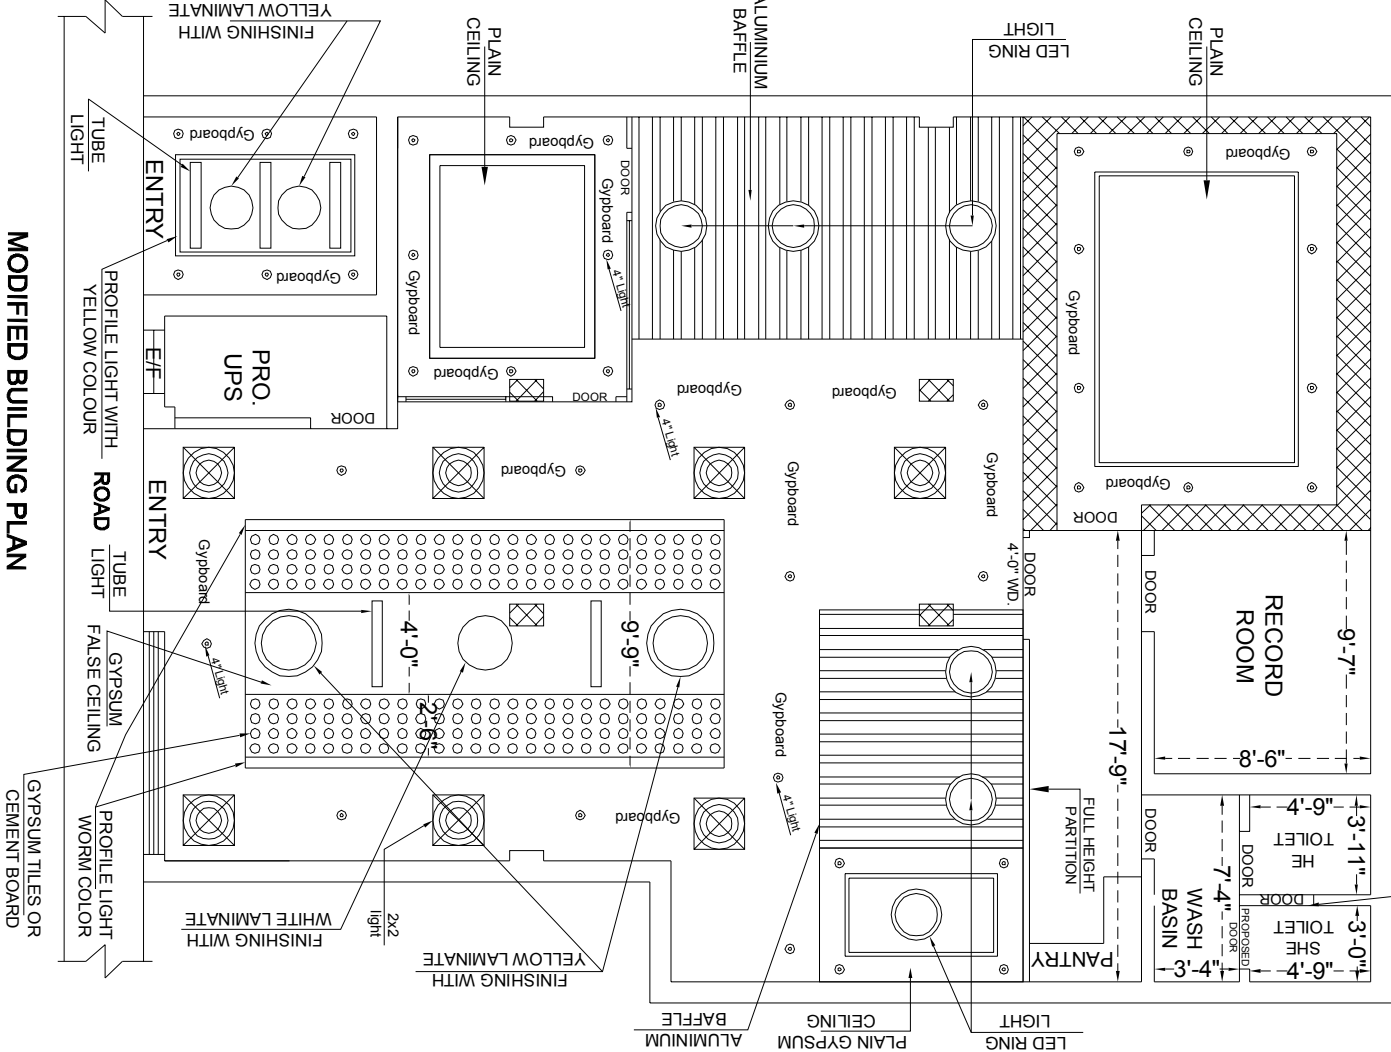 FINISHING WITH
YELLOW LAMINATE
PLAIN
CEILING
ALUMINIUM
BAFFLE
LED RING
LIGHT
PLAIN
CEILING
TUBE
LIGHT
ENTRY
Gypboard
Gypboard
PROFILE LIGHT WITH
YELLOW COLOUR
E/F
PRO.
UPS
DOOR
Gypboard
DOOR
Gypboard
4" Light
Gypboard
Gypboard
DOOR
Gypboard
Gypboard
Gypboard
Gypboard
DOOR
Gypboard
Gypboard
4" Light
Gypboard
Gypboard
Gypboard
MODIFIED BUILDING PLAN
ROAD
ENTRY
TUBE
LIGHT
Gypboard
4" Light
GYPSUM
FALSE CEILING
4'-0"
9'-9"
2'-6"
Gypboard
4" Light
Gypboard
DOOR
4'-0" WD.
DOOR
RECORD
ROOM
9'-7"
8'-6"
17'-9"
FULL HEIGHT
PARTITION
DOOR
4'-9"
3'-11"
HE
TOILET
DOOR
DOOR
7'-4"
WASH
BASIN
3'-4"
PROPOSED
DOOR
SHE
TOILET
3'-0"
4'-9"
PANTRY
GYPSUM TILES OR
CEMENT BOARD
PROFILE LIGHT
WORM COLOR
FINISHING WITH
WHITE LAMINATE
2x2
light
FINISHING WITH
YELLOW LAMINATE
ALUMINIUM
BAFFLE
PLAIN GYPSUM
CEILING
LED RING
LIGHT